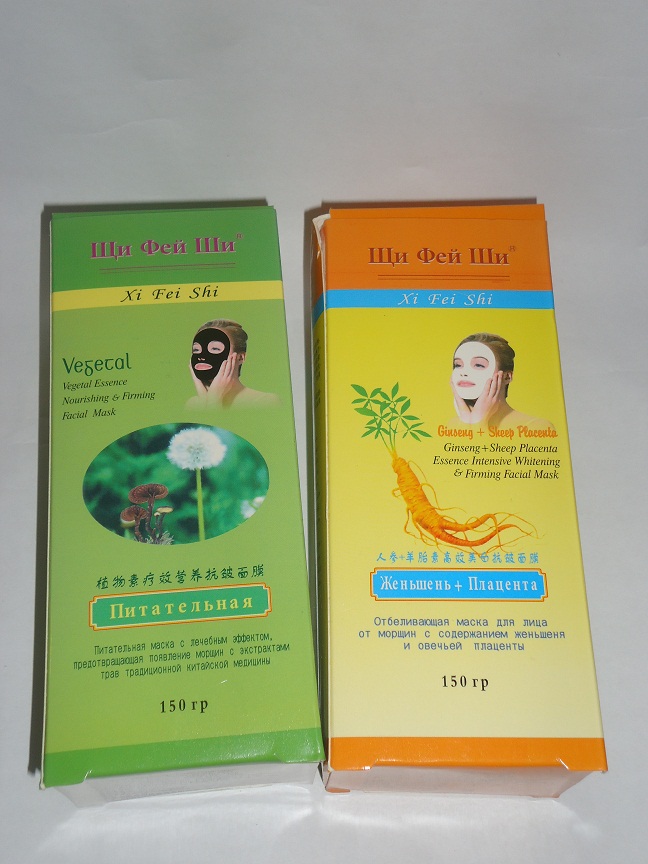 Щи Фей Ши®
Xi Fei Shi
Vegetal
Vegetal Essence
Nourishing & Firming
Facial Mask
植物素疗效营养抗皱面膜
Питательная
Питательная маска с лечебным эффектом,
предотвращающая появление морщин с экстрактами
трав традиционной китайской медицины
150 гр
Щи Фей Ши®
Xi Fei Shi
Ginseng + Sheep Placenta
Ginseng+Sheep Placenta
Essence Intensive Whitening
& Firming Facial Mask
人参+羊胎素高效美白抗皱面膜
Женьшень+ Плацента
Отбеливающая маска для лица
от морщин с содержанием женьшеня
и овечьей плаценты
150 гр